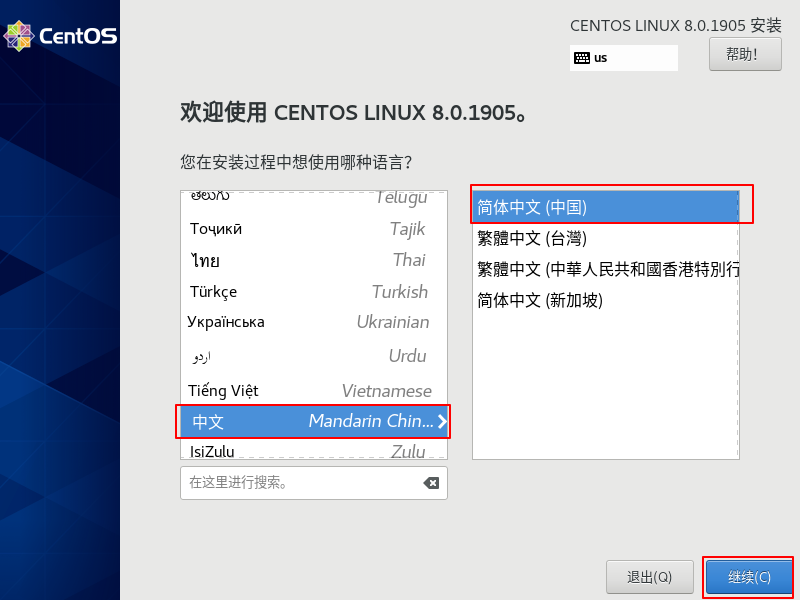 CentOS
CENTOS LINUX 8.0.1905 安装
us
帮助!
欢迎使用 CENTOS LINUX 8.0.1905。
您在安装过程中想使用哪种语言？
తెలుగు Telugu
Тоҷикӣ Tajik
ไทย Thai
Türkçe Turkish
Українська Ukrainian
اردو Urdu
Tiếng Việt Vietnamese
中文 Mandarin Chin...
IsiZulu Zulu
简体中文 (中国)
繁體中文 (台灣)
繁體中文 (中華人民共和國香港特別行
简体中文 (新加坡)
在这里进行搜索。
退出(Q)
继续(C)